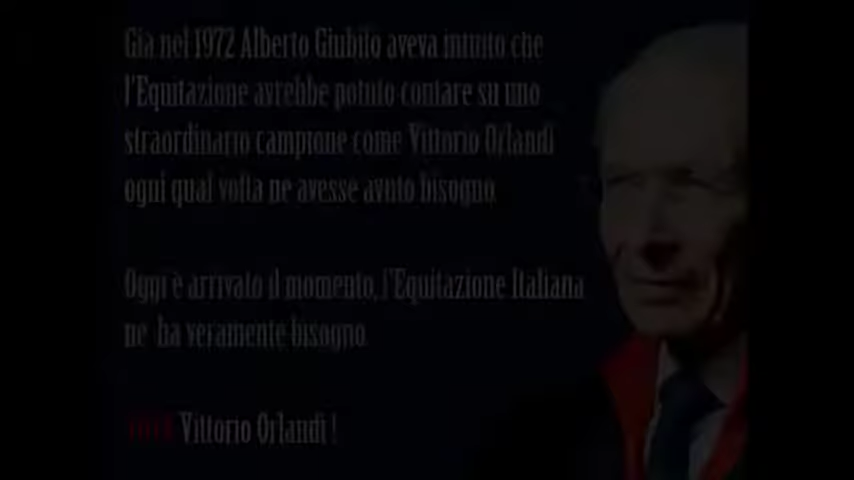 Già nel 1972 Alberto Giubilo aveva intuito che
l'Equitazione avrebbe potuto contare su uno
straordinario campione come Vittorio Orlandi
ogni qual volta ne avesse avuto bisogno.
Oggi è arrivato il momento, l'Equitazione Italiana
ne ha veramente bisogno.
Vittorio Orlandi !